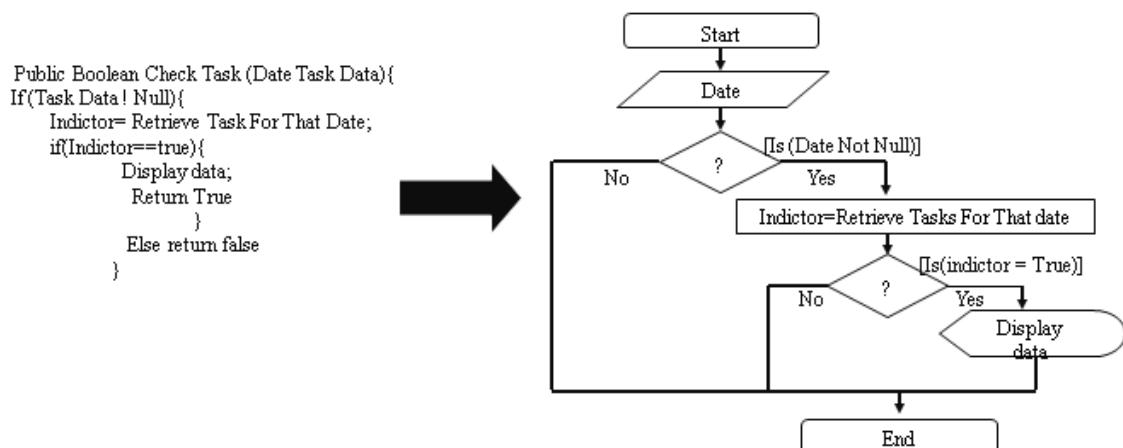 Public Boolean Check Task (Date Task Data){
If(Task Data ! Null){
Indictor= Retrieve Task For That Date;
if(Indictor==true){
Display data;
Return True
}
Else return false
}
Start
Date
[Is (Date Not Null)]
?
No
Yes
Indictor=Retrieve Tasks For That date
[Is(indictor = True)]
?
No
Yes
Display
data
End